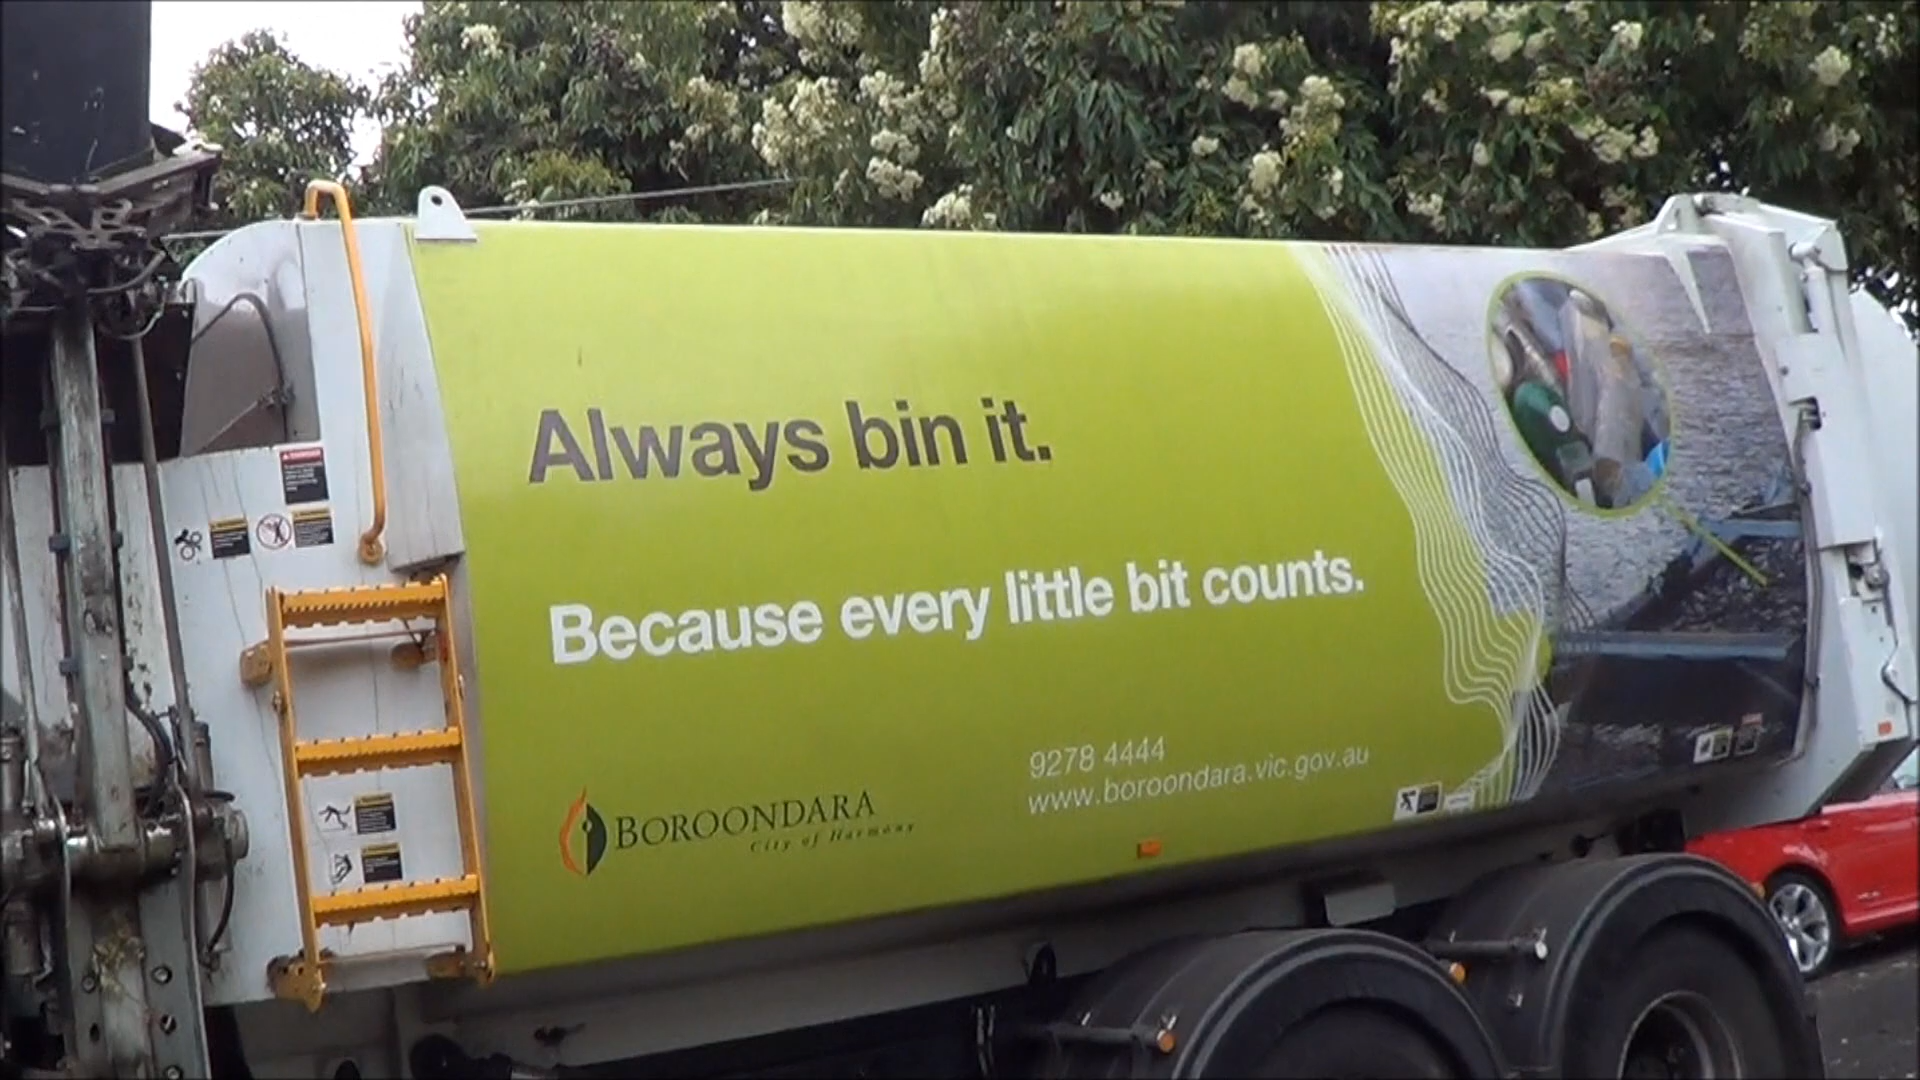 Always bin it.
Because every little bit counts.
9278 4444
www.boroondara.vic.gov.au
BOROONDARA
City of Harmony